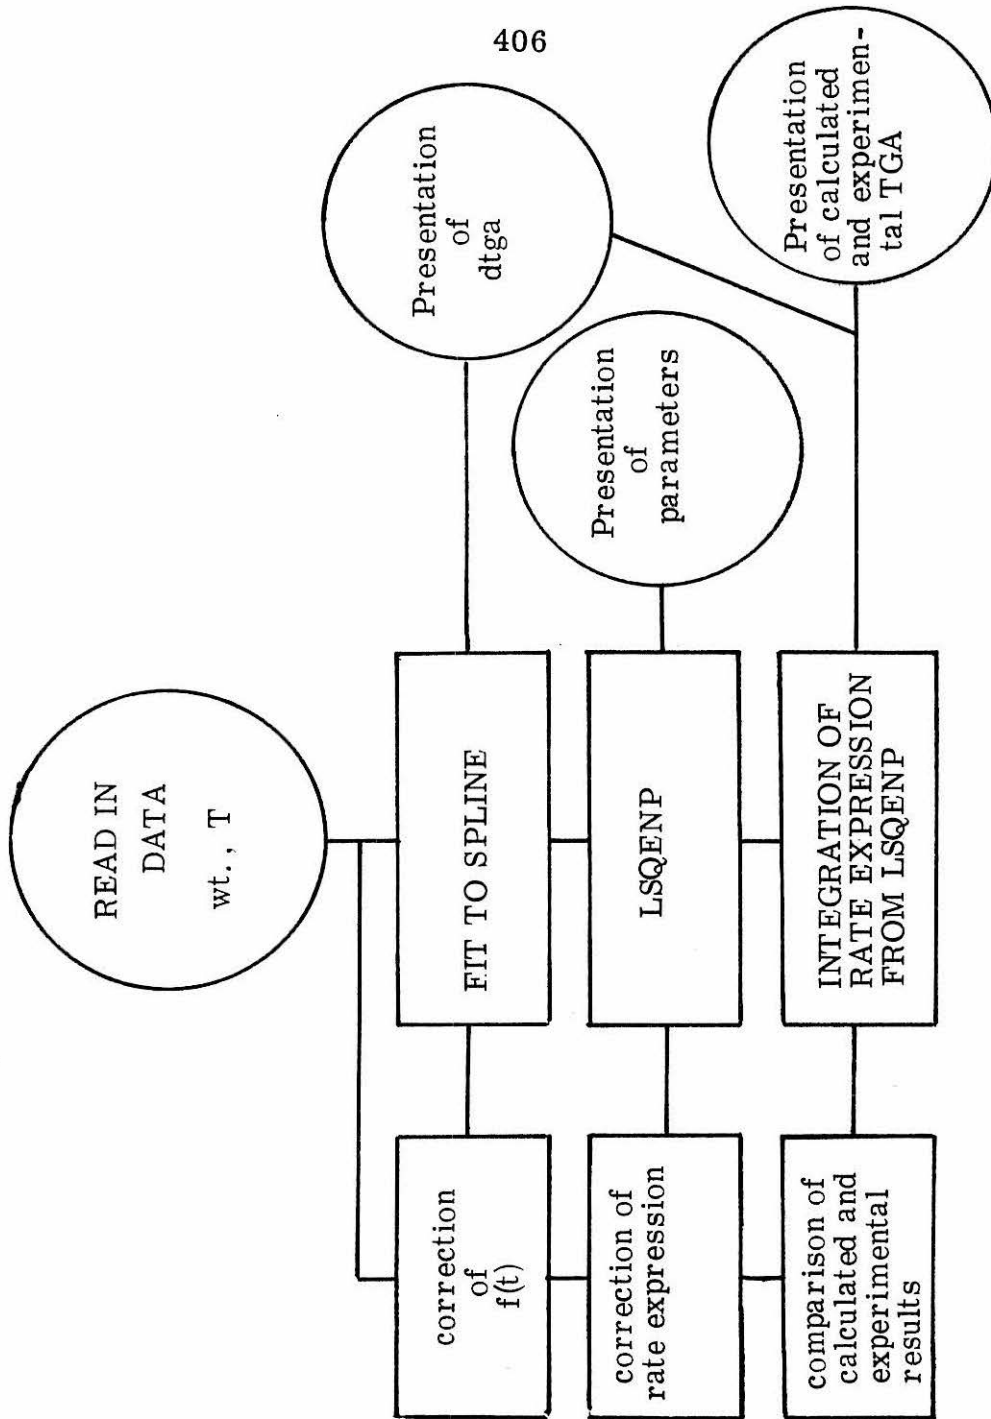 406
READ IN
DATA
wt., T
correction
of
f(t)
FIT TO SPLINE
Presentation
of
dtga
correction of
rate expression
LSQENP
Presentation
of
parameters
comparison of
calculated and
experimental
results
INTEGRATION OF
RATE EXPRESSION
FROM LSQENP
Presentation
of calculated
and experimen-
tal TGA